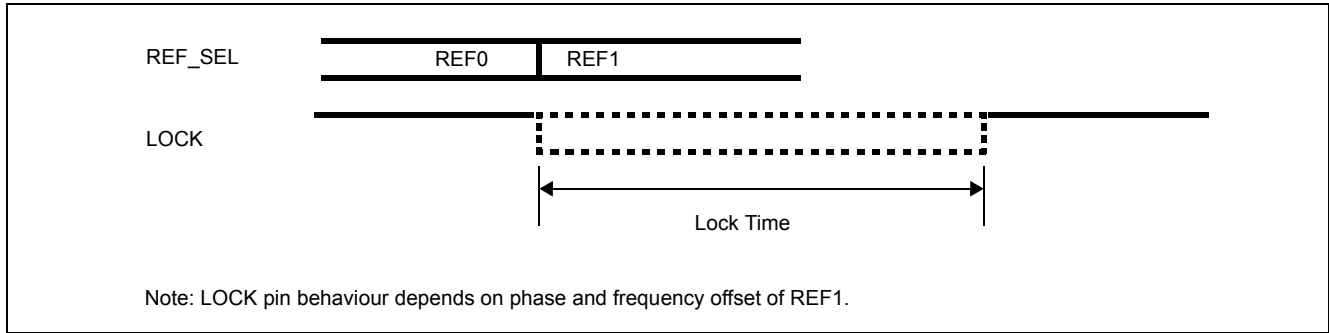 REF_SEL REF0 REF1
LOCK
Lock Time
Note: LOCK pin behaviour depends on phase and frequency offset of REF1.